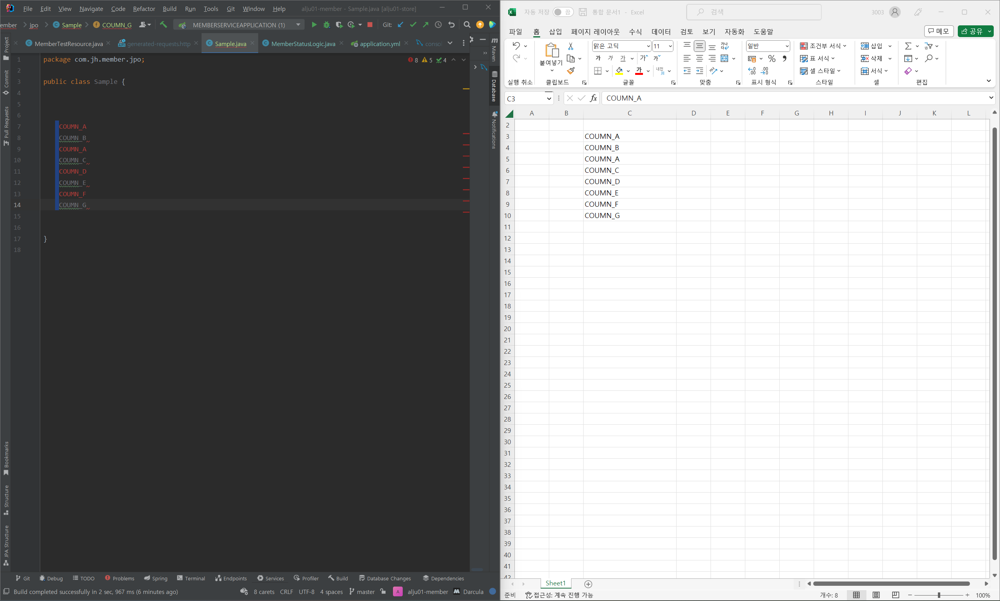 File Edit View Navigate Code Refactor Build Run Tools Git Window Help alju01-member - Sample.java [alju01-store]
ember jpo Sample COUMN_G MEMBERSERVICEAPPLICATION (1) Git:
MemberTestResource.java generated-requests.http Sample.java MemberStatusLogic.java application.yml consol
Project
Commit
Pull Requests
Bookmarks
Structure
JPA Structure
8 5 4
1 package com.jh.member.jpo;
2
3 public class Sample {
4
5
6
7 COUMN_A
8 COUMN_B
9 COUMN_A
10 COUMN_C
11 COUMN_D
12 COUMN_E
13 COUMN_F
14 COUMN_G
15
16
17 }
18
Maven
Database
Notifications
Git Debug TODO Problems Spring Terminal Endpoints Services Profiler Build Database Changes Dependencies
Build completed successfully in 2 sec, 967 ms (6 minutes ago) 8 carets CRLF UTF-8 4 spaces master A alju01-member Darcula
자동 저장 끔 통합 문서1 - Excel 검색 3003
파일 홈 삽입 페이지 레이아웃 수식 데이터 검토 보기 자동화 도움말 메모 공유
붙여넣기 맑은 고딕 11 일반 조건부 서식 삽입
가 가 가 가 가 % 표 서식 삭제
가 내천 셀 스타일 서식
실행 취소 클립보드 글꼴 맞춤 표시 형식 스타일 셀 편집
C3 fx COUMN_A
A B C D E F G H I J K L
2
3 COUMN_A
4 COUMN_B
5 COUMN_A
6 COUMN_C
7 COUMN_D
8 COUMN_E
9 COUMN_F
10 COUMN_G
11
12
13
14
15
16
17
18
19
20
21
22
23
24
25
26
27
28
29
30
31
32
33
34
35
36
37
38
39
40
41
42
Sheet1
준비 접근성: 계속 진행 가능 개수: 8 100%